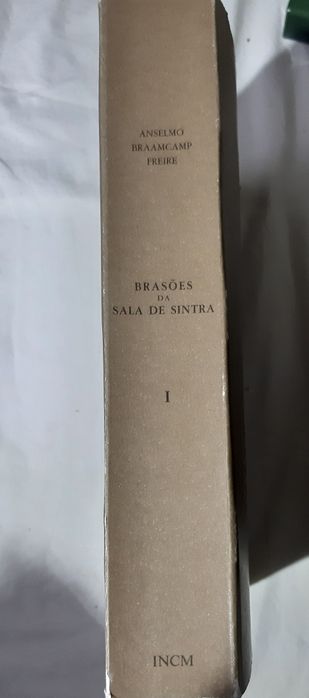 ANSELMO
BRAAMCAMP
FREIRE
BRASÕES
DA
SALA DE SINTRA
I
INCM